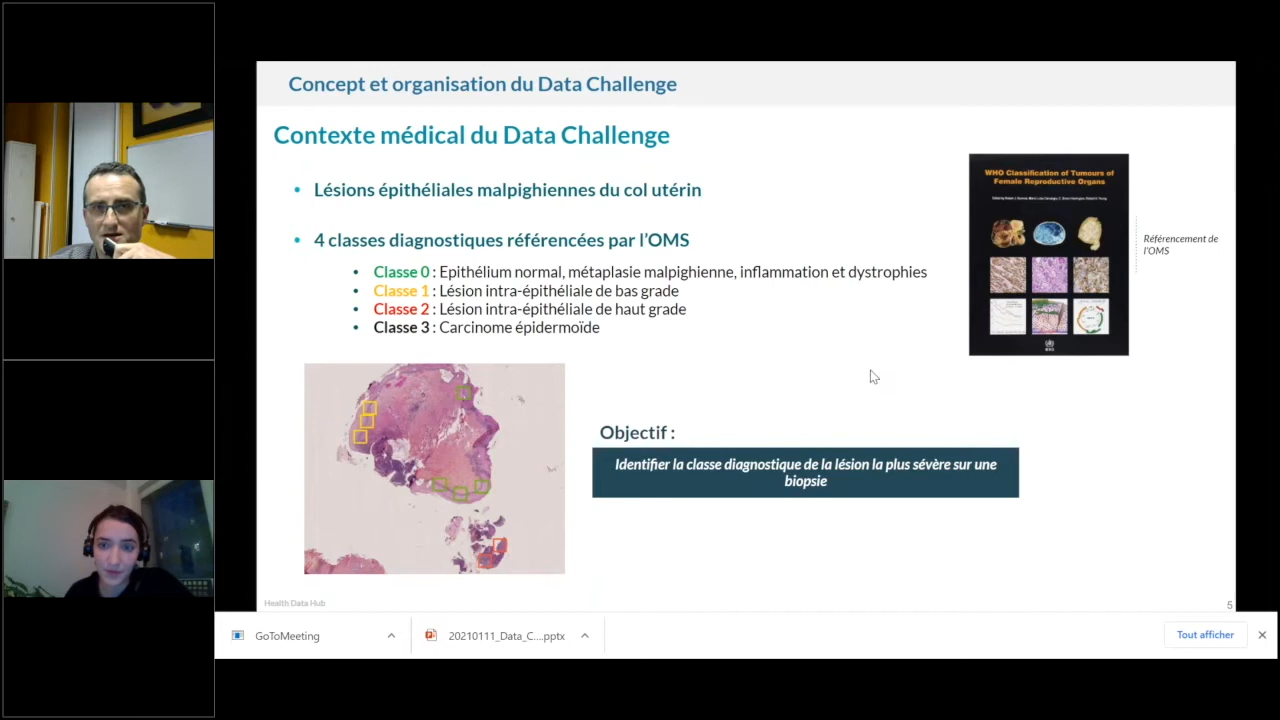 Concept et organisation du Data Challenge
Contexte médical du Data Challenge
• Lésions épithéliales malpighiennes du col utérin
• 4 classes diagnostiques référencées par l'OMS
• Classe 0 : Epithélium normal, métaplasie malpighienne, inflammation et dystrophies
• Classe 1 : Lésion intra-épithéliale de bas grade
• Classe 2 : Lésion intra-épithéliale de haut grade
• Classe 3 : Carcinome épidermoïde
WHO Classification of Tumours of
Female Reproductive Organs
Référencement de
l'OMS
Objectif :
Identifier la classe diagnostique de la lésion la plus sévère sur une
biopsie
Health Data Hub
5
GoToMeeting
20210111_Data_C....pptx
Tout afficher